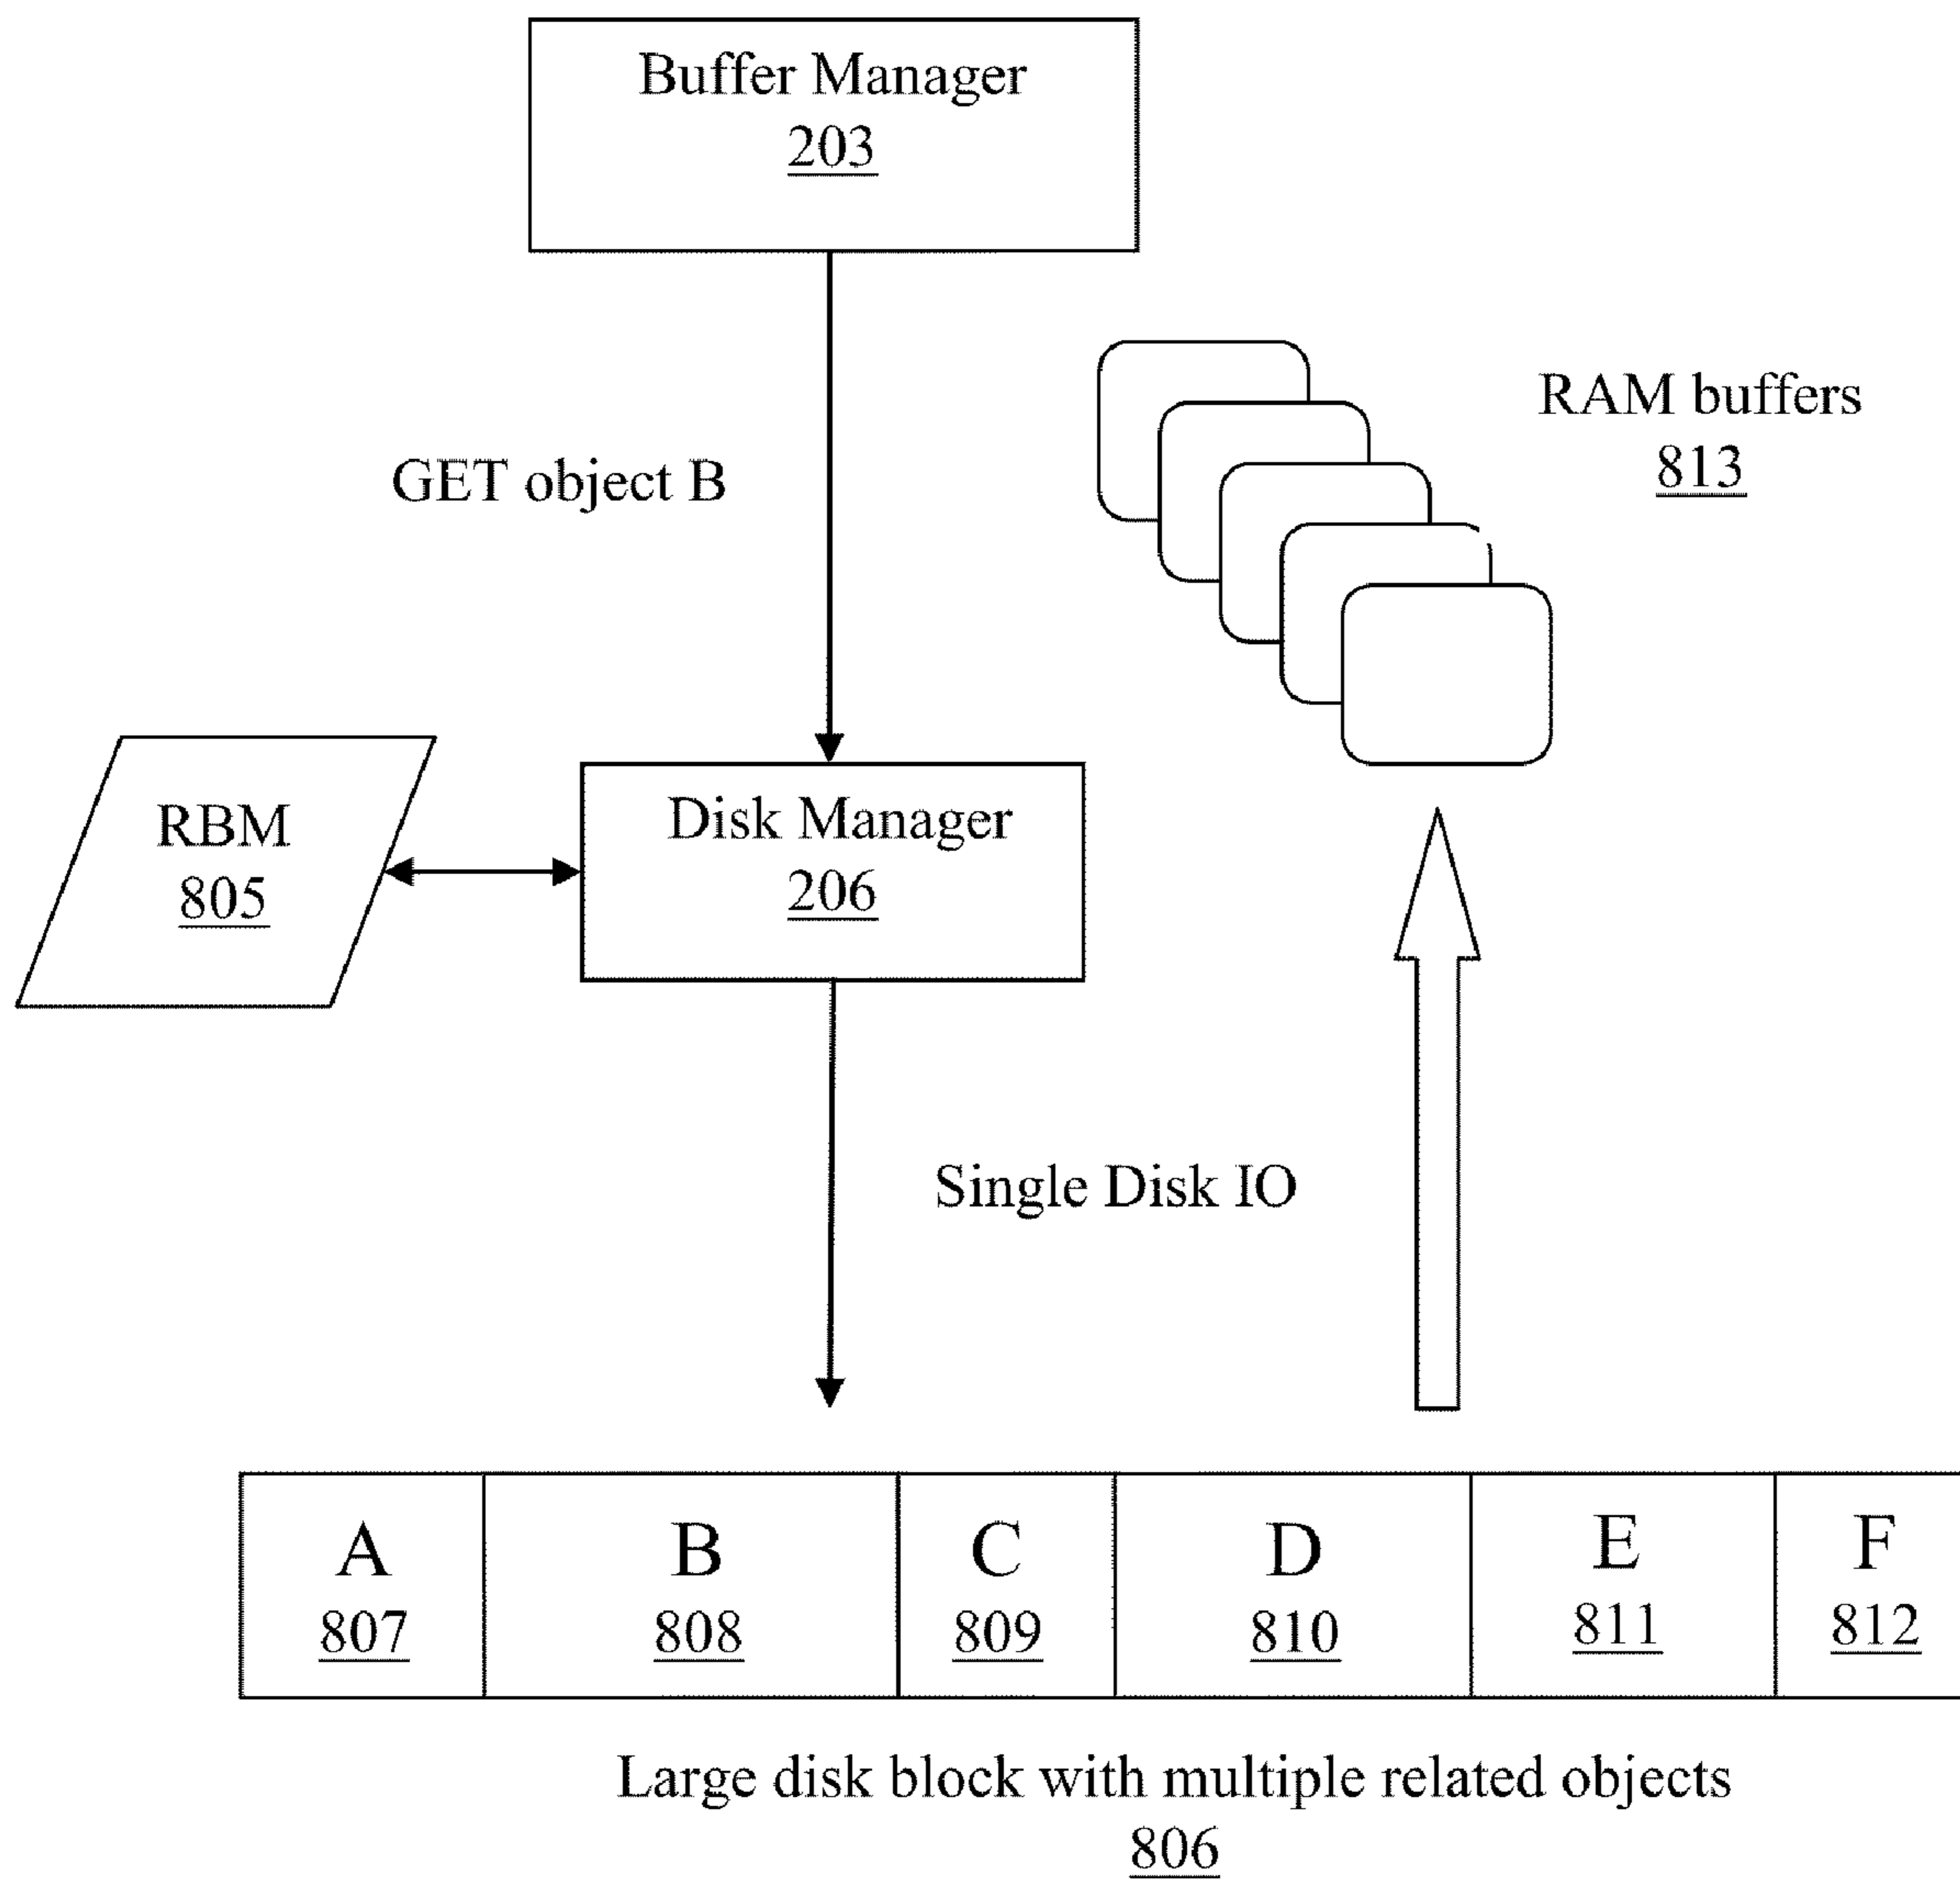 Buffer Manager
203
RAM buffers
813
GET object B
RBM
805
Disk Manager
206
Single Disk IO
A
807
B
808
C
809
D
810
E
811
F
812
Large disk block with multiple related objects
806